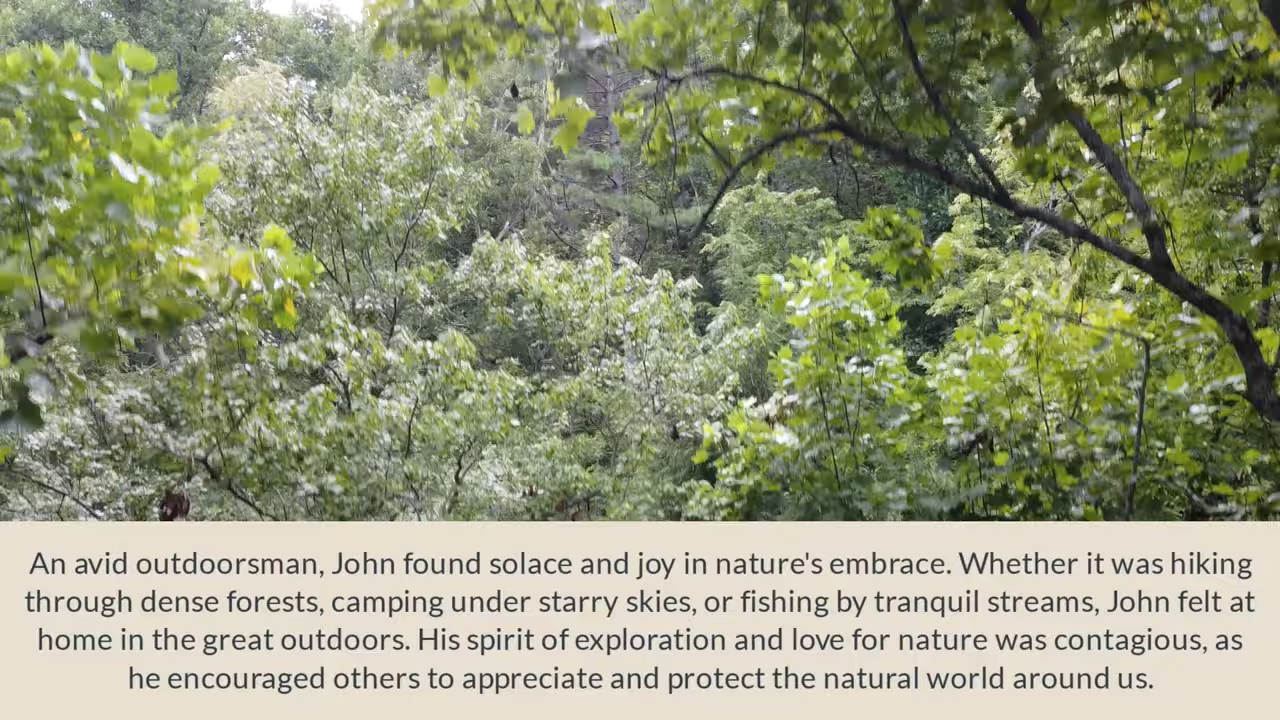 An avid outdoorsman, John found solace and joy in nature's embrace. Whether it was hiking
through dense forests, camping under starry skies, or fishing by tranquil streams, John felt at
home in the great outdoors. His spirit of exploration and love for nature was contagious, as
he encouraged others to appreciate and protect the natural world around us.